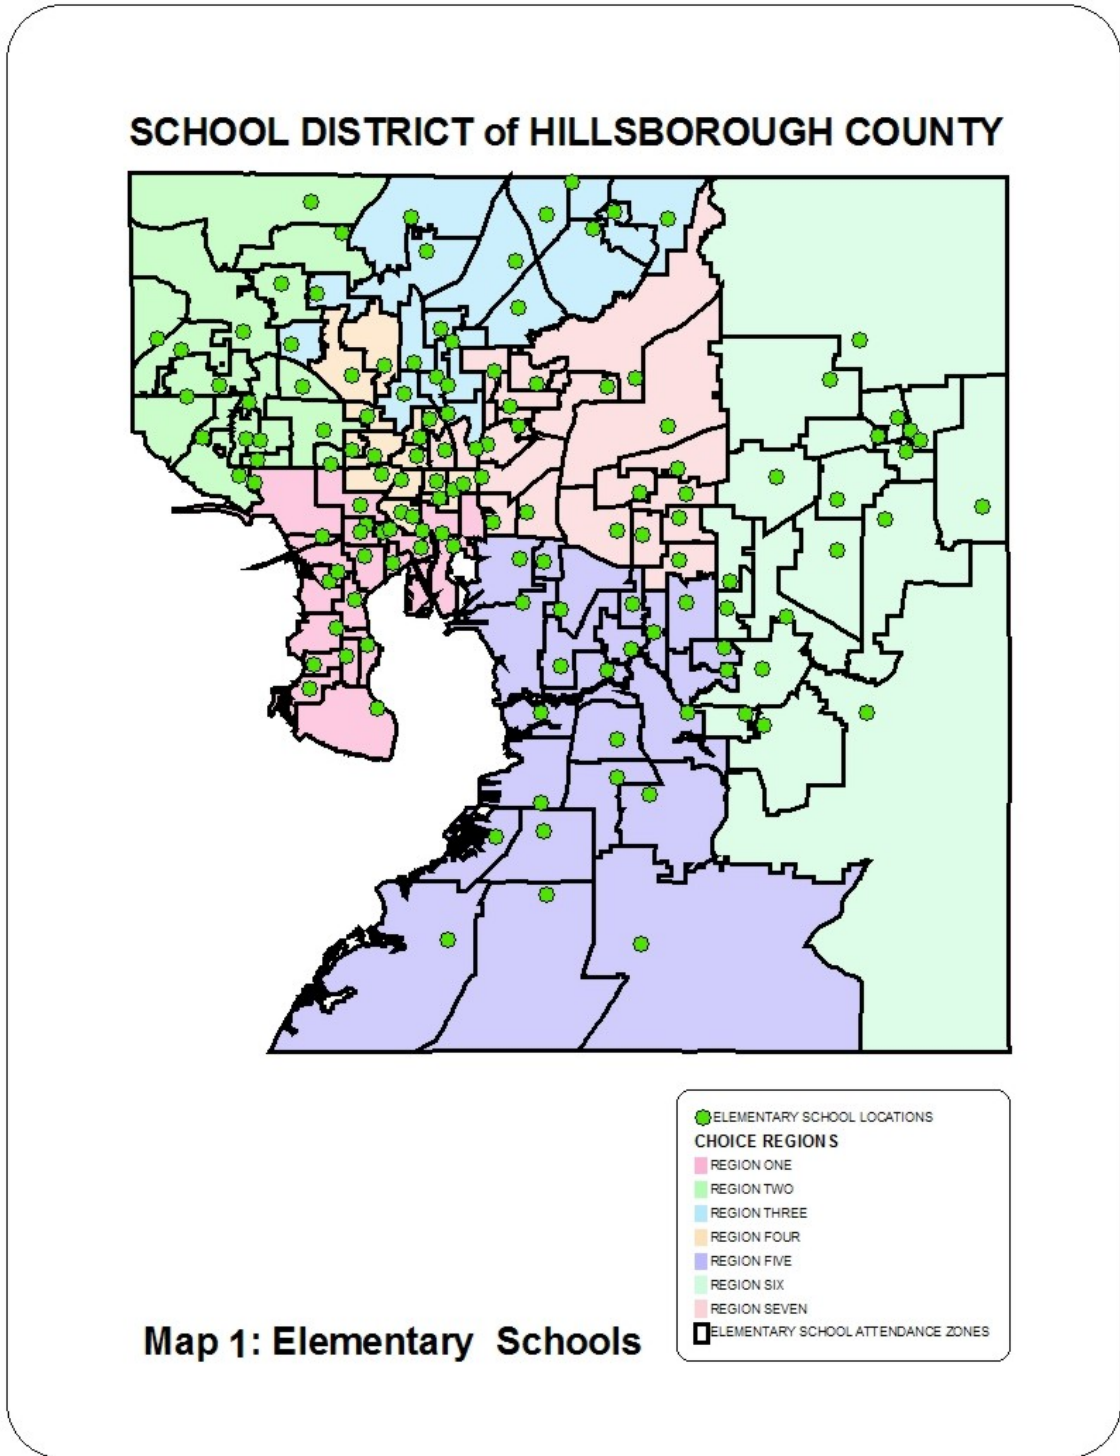 SCHOOL DISTRICT of HILLSBOROUGH COUNTY
ELEMENTARY SCHOOL LOCATIONS
CHOICE REGIONS
REGION ONE
REGION TWO
REGION THREE
REGION FOUR
REGION FIVE
REGION SIX
REGION SEVEN
ELEMENTARY SCHOOL ATTENDANCE ZONES
Map 1: Elementary Schools